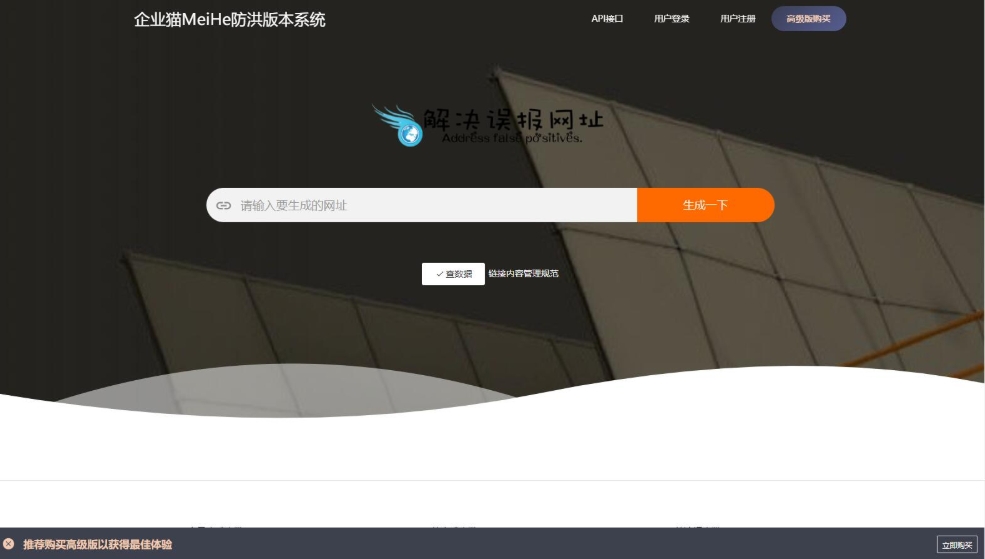 企业猫MeiHe防洪版本系统
API接口 用户登录 用户注册 高级版购买
解决误报网址
Address false po'sitives.
请输入要生成的网址 生成一下
✓ 查数据 链接内容管理规范
推荐购买高级版以获得最佳体验 立即购买